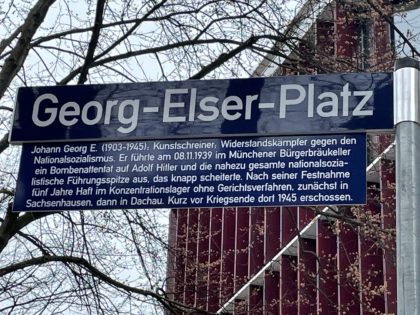 Georg-Elser-Platz
Johann Georg E. (1903-1945); Kunstschreiner, Widerstandskämpfer gegen den
Nationalsozialismus. Er führte am 08.11.1939 im Münchener Bürgerbräukeller
ein Bombenattentat auf Adolf Hitler und die nahezu gesamte nationalsozia-
listische Führungsspitze aus, das knapp scheiterte. Nach seiner Festnahme
fünf Jahre Haft im Konzentrationslager ohne Gerichtsverfahren, zunächst in
Sachsenhausen, dann in Dachau. Kurz vor Kriegsende dort 1945 erschossen.